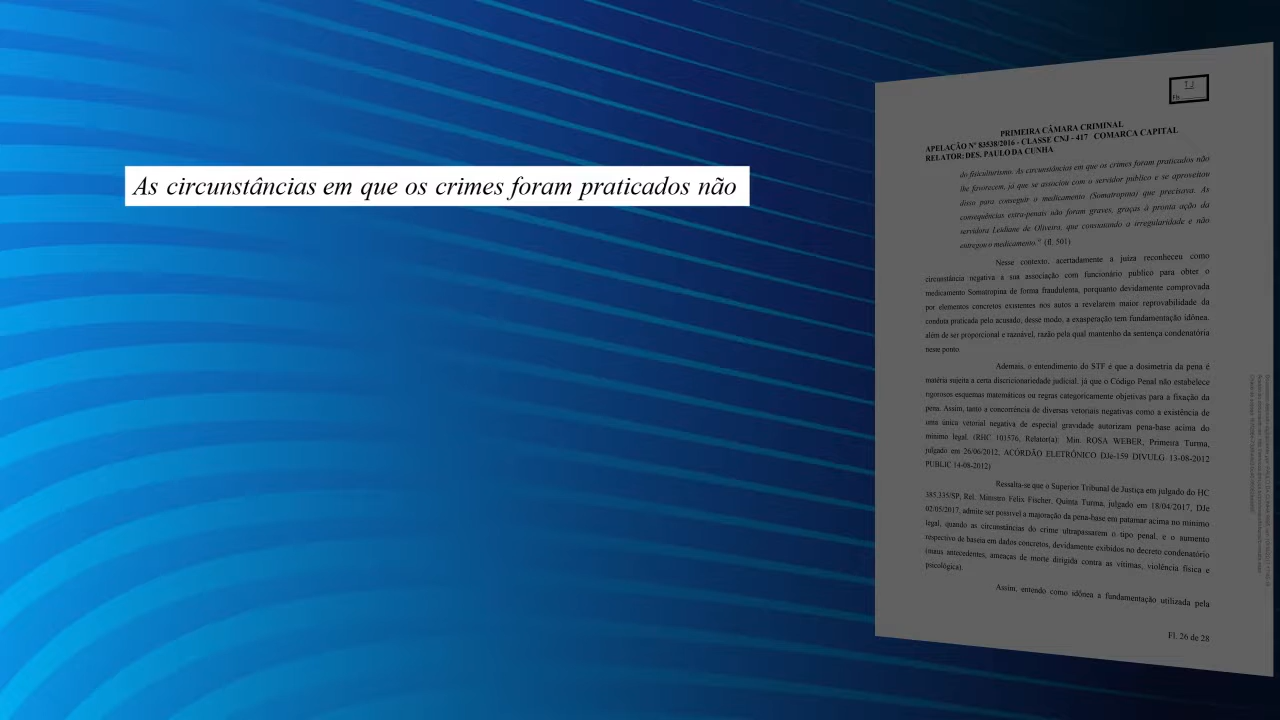 As circunstâncias em que os crimes foram praticados não
T J
Fls
PRIMEIRA CÂMARA CRIMINAL
APELAÇÃO Nº 83538/2016 - CLASSE CNJ - 417 COMARCA CAPITAL
RELATOR: DES. PAULO DA CUNHA
do fisiculturismo. As circunstâncias em que os crimes foram praticados não
lhe favorecem, já que se associou com o servidor público e se aproveitou
disso para conseguir o medicamento (Somatropina) que precisava. As
consequências extra-penais não foram graves, graças à pronta ação da
servidora Leidiane de Oliveira, que constatando a irregularidade e não
entregou o medicamento." (fl. 501)
Nesse contexto, acertadamente a juíza reconheceu como
circunstância negativa a sua associação com funcionário público para obter o
medicamento Somatropina de forma fraudulenta, porquanto devidamente comprovada
por elementos concretos existentes nos autos a revelarem maior reprovabilidade da
conduta praticada pelo acusado, desse modo, a exasperação tem fundamentação idônea,
além de ser proporcional e razoável, razão pela qual mantenho da sentença condenatória
neste ponto.
Ademais, o entendimento do STF é que a dosimetria da pena é
matéria sujeita a certa discricionariedade judicial, já que o Código Penal não estabelece
rigorosos esquemas matemáticos ou regras categoricamente objetivas para a fixação da
pena. Assim, tanto a concorrência de diversas vetoriais negativas como a existência de
uma única vetorial negativa de especial gravidade autorizam pena-base acima do
mínimo legal. (RHC 101576, Relator(a): Min. ROSA WEBER, Primeira Turma,
julgado em 26/06/2012, ACÓRDÃO ELETRÔNICO DJe-159 DIVULG 13-08-2012
PUBLIC 14-08-2012)
Ressalta-se que o Superior Tribunal de Justiça em julgado do HC
385.335/SP, Rel. Ministro Felix Fischer, Quinta Turma, julgado em 18/04/2017, DJe
02/05/2017, admite ser possível a majoração da pena-base em patamar acima no mínimo
legal, quando as circunstâncias do crime ultrapassarem o tipo penal, e o aumento
respectivo de baseia em dados concretos, devidamente exibidos no decreto condenatório
(maus antecedentes, ameaças de morte dirigida contra as vítimas, violência física e
psicológica).
Assim, entendo como idônea a fundamentação utilizada pela
Fl. 26 de 28